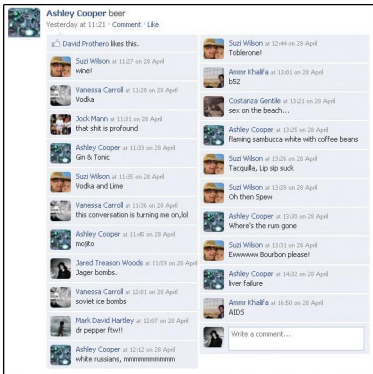 Ashley Cooper beer
Yesterday at 11:21 · Comment · Like
David Prothero likes this.
Suzi Wilson at 11:27 on 28 April
wine!
Vanessa Carroll at 11:28 on 28 April
Vodka
Jock Mann at 11:31 on 28 April
that shit is profound
Ashley Cooper at 11:33 on 28 April
Gin & Tonic
Suzi Wilson at 11:35 on 28 April
Vodka and Lime
Vanessa Carroll at 11:36 on 28 April
this conversation is turning me on,lol
Ashley Cooper at 11:45 on 28 April
mojito
Jared Treason Woods at 11:59 on 28 April
Jager bombs.
Vanessa Carroll at 12:01 on 28 April
soviet ice bombs
Mark David Hartley at 12:07 on 28 April
dr pepper ftw!!
Ashley Cooper at 12:12 on 28 April
white russians, mmmmmmmmmm
Suzi Wilson at 12:44 on 28 April
Toblerone!
Ammr Khalifa at 13:01 on 28 April
b52
Costanza Gentile at 13:21 on 28 April
sex on the beach...
Ashley Cooper at 13:25 on 28 April
flaming sambucca white with coffee beans
Suzi Wilson at 13:26 on 28 April
Tacquilla, Lip sip suck
Suzi Wilson at 13:28 on 28 April
Oh then Spew
Ashley Cooper at 13:30 on 28 April
Where's the rum gone
Suzi Wilson at 13:31 on 28 April
Ewwwww Bourbon please!
Ashley Cooper at 14:32 on 28 April
liver failure
Ammr Khalifa at 16:50 on 28 April
AIDS
Write a comment...